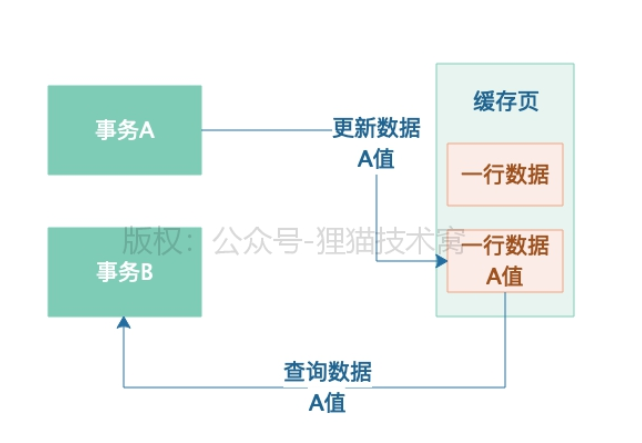 缓存页
事务A
更新数据
A值
一行数据
版权：公众号-狸猫技术窝
一行数据
A值
事务B
查询数据
A值